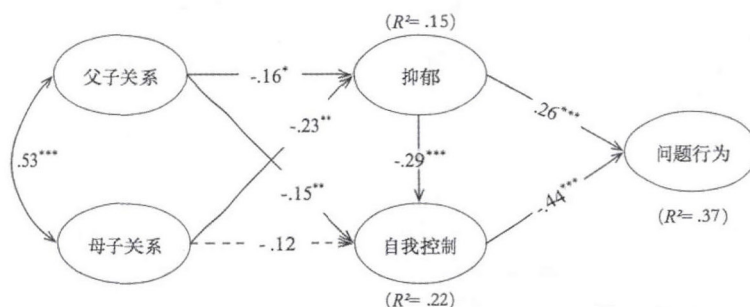 (R²= .15)
父子关系
-.16*
抑郁
-.23**
.26***
.53***
-.29***
问题行为
-.15**
-.44***
(R²= .37)
母子关系
-.12
自我控制
(R²= .22)